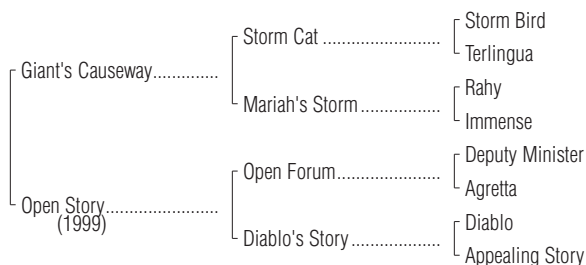 Storm Bird
Storm Cat ................................
Terlingua
Giant's Causeway..............
Rahy
Mariah's Storm ......................
Immense
Deputy Minister
Open Forum............................
Agretta
Open Story.........................
(1999)
Diablo
Diablo's Story ........................
Appealing Story